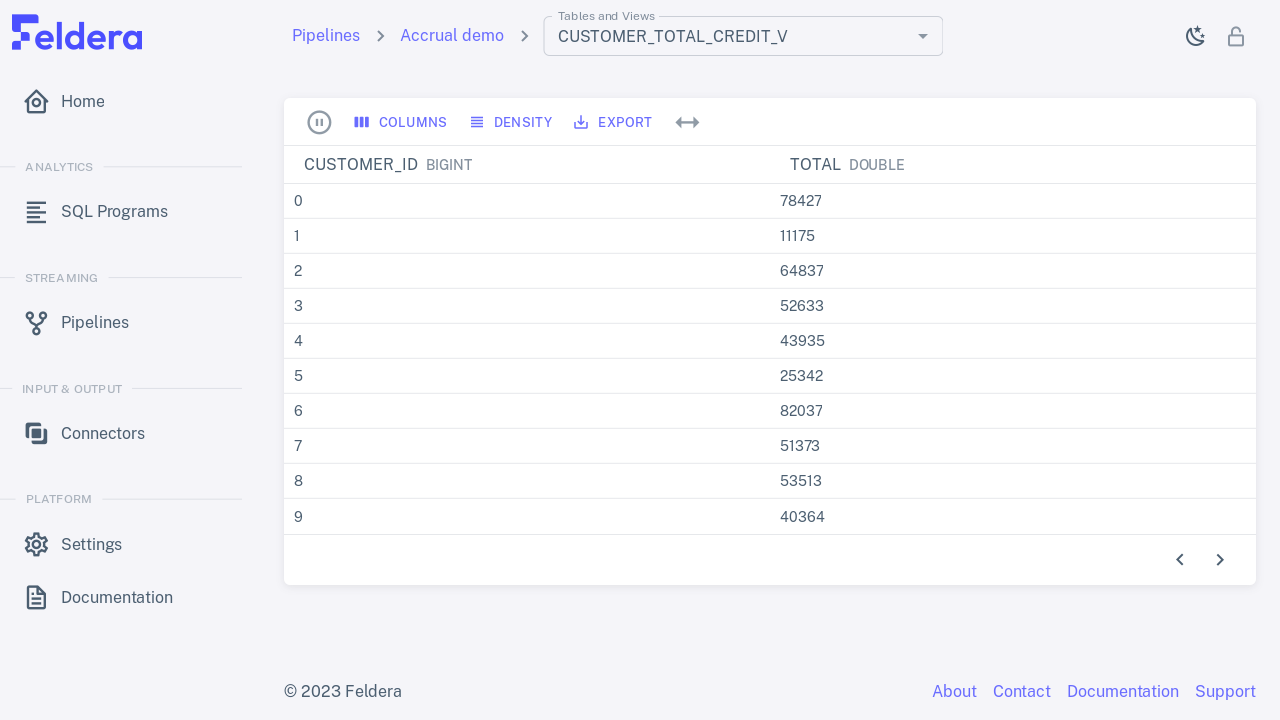 Feldera
Home
ANALYTICS
SQL Programs
STREAMING
Pipelines
INPUT & OUTPUT
Connectors
PLATFORM
Settings
Documentation
Pipelines
Accrual demo
Tables and Views
CUSTOMER_TOTAL_CREDIT_V
COLUMNS DENSITY EXPORT
CUSTOMER_ID BIGINT TOTAL DOUBLE
0 78427
1 11175
2 64837
3 52633
4 43935
5 25342
6 82037
7 51373
8 53513
9 40364
© 2023 Feldera
About Contact Documentation Support